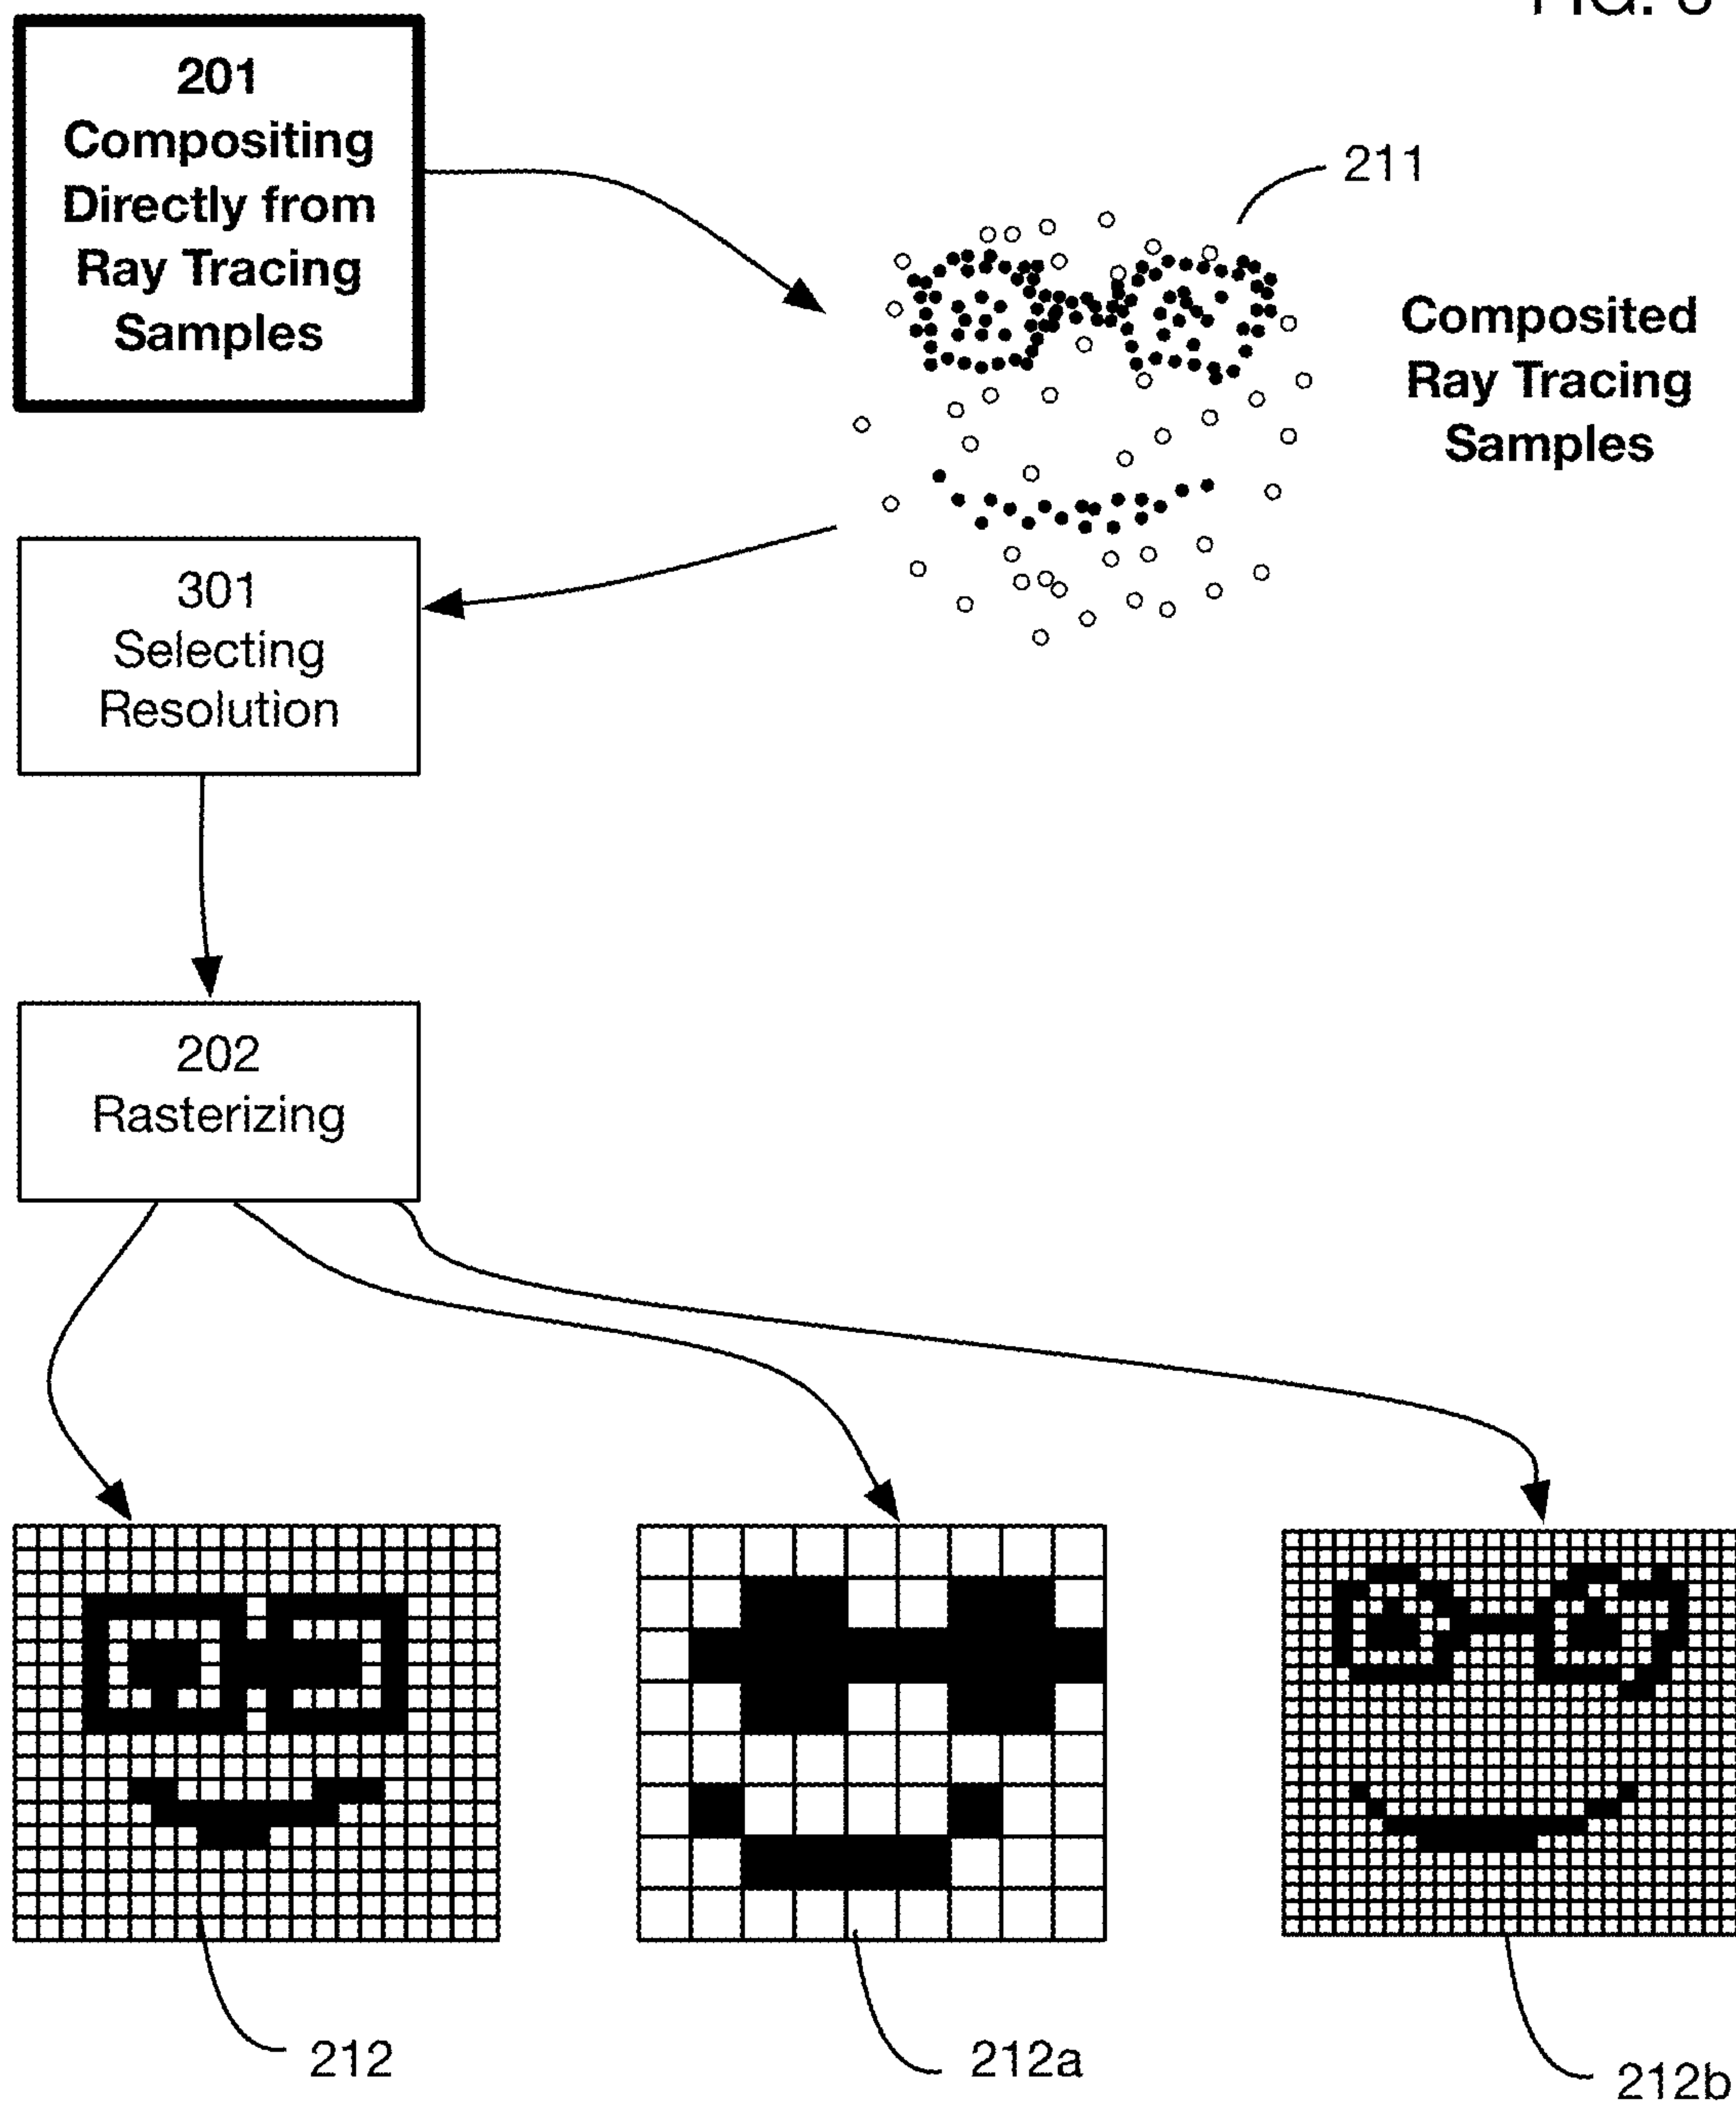 FIG.
201
Compositing
Directly from
Ray Tracing
Samples
211
Composited
Ray Tracing
Samples
301
Selecting
Resolution
202
Rasterizing
212
212a
212b